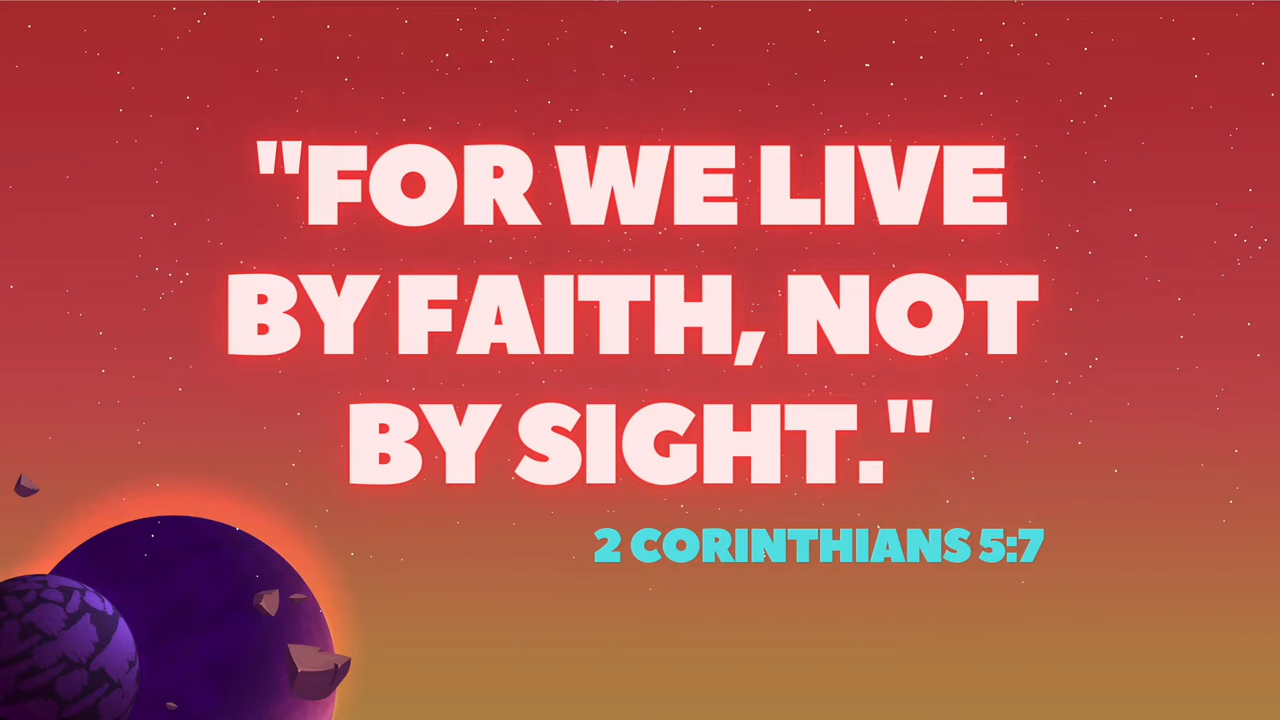 "FOR WE LIVE
BY FAITH, NOT
BY SIGHT."
2 CORINTHIANS 5:7